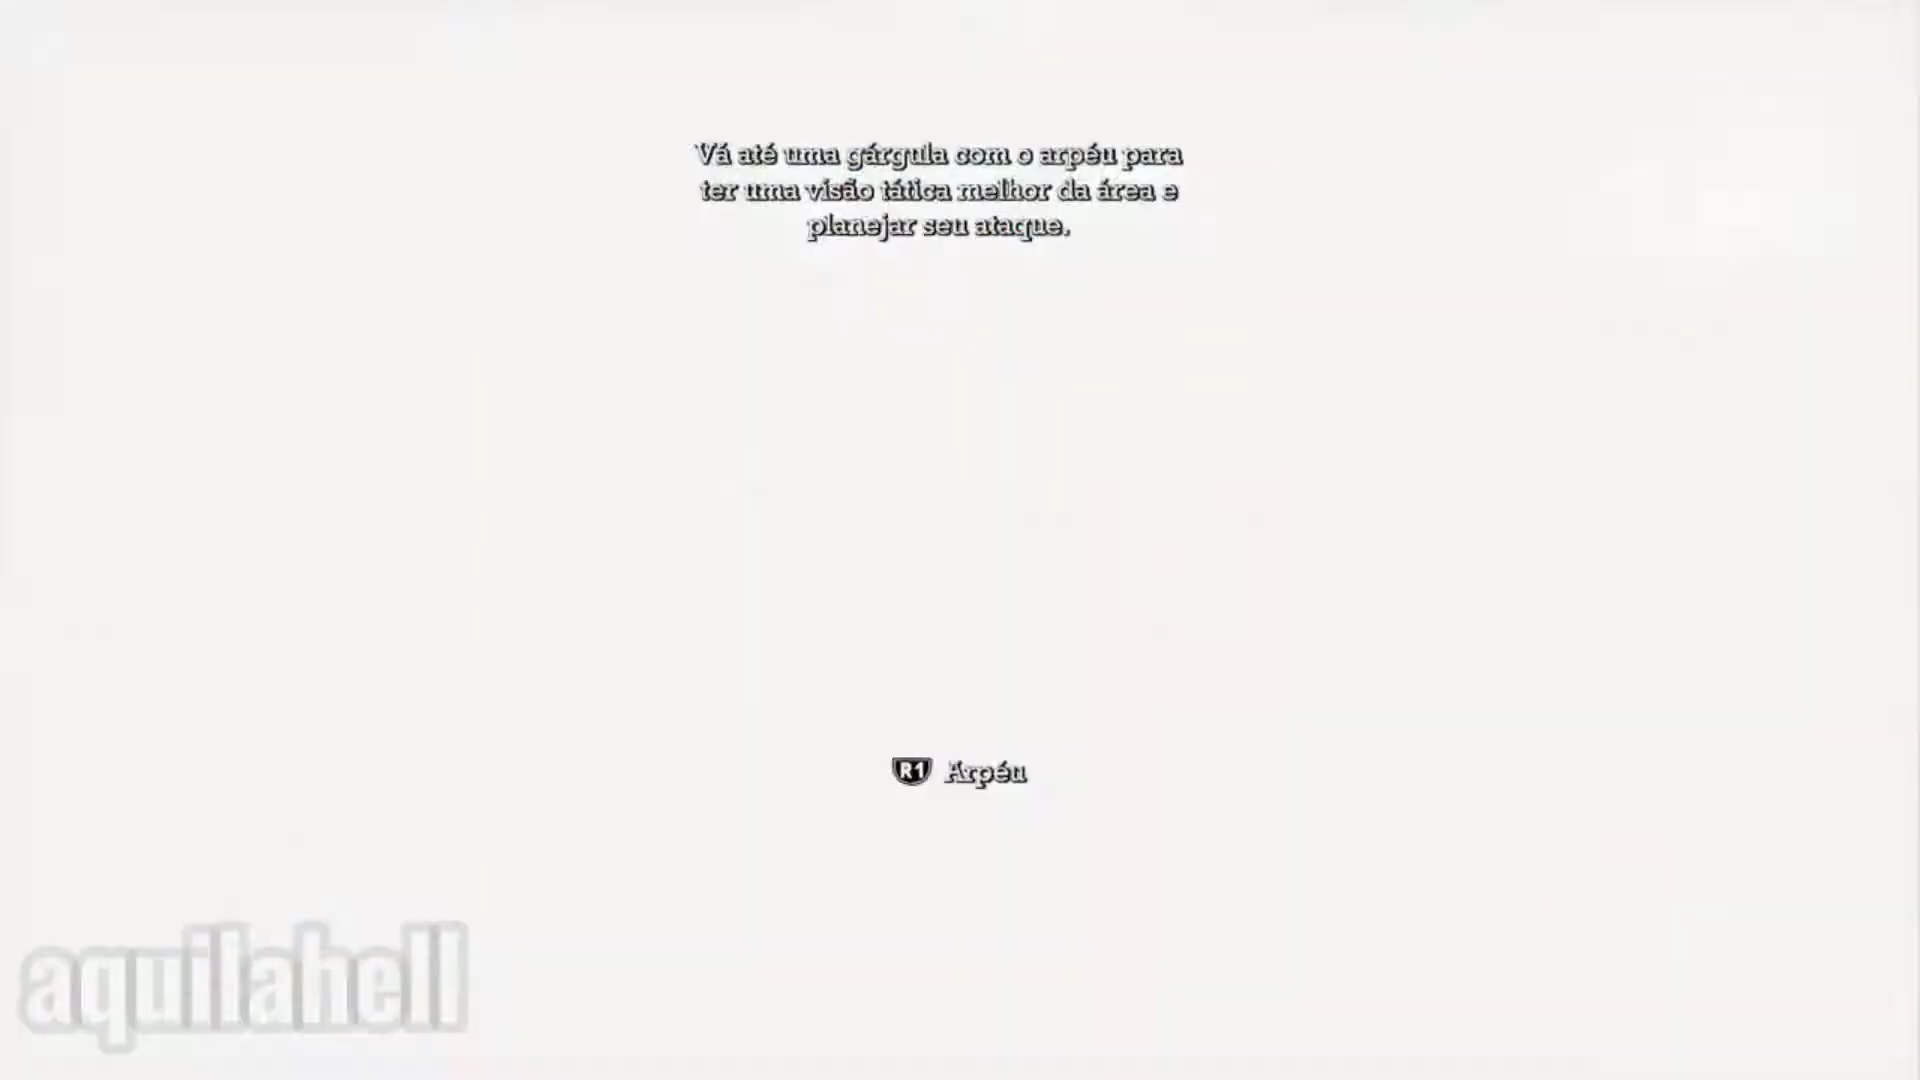 Vá até uma gárgula com o arpéu para
ter uma visão tática melhor da área e
planejar seu ataque.
R1 Arpéu
aquilahell